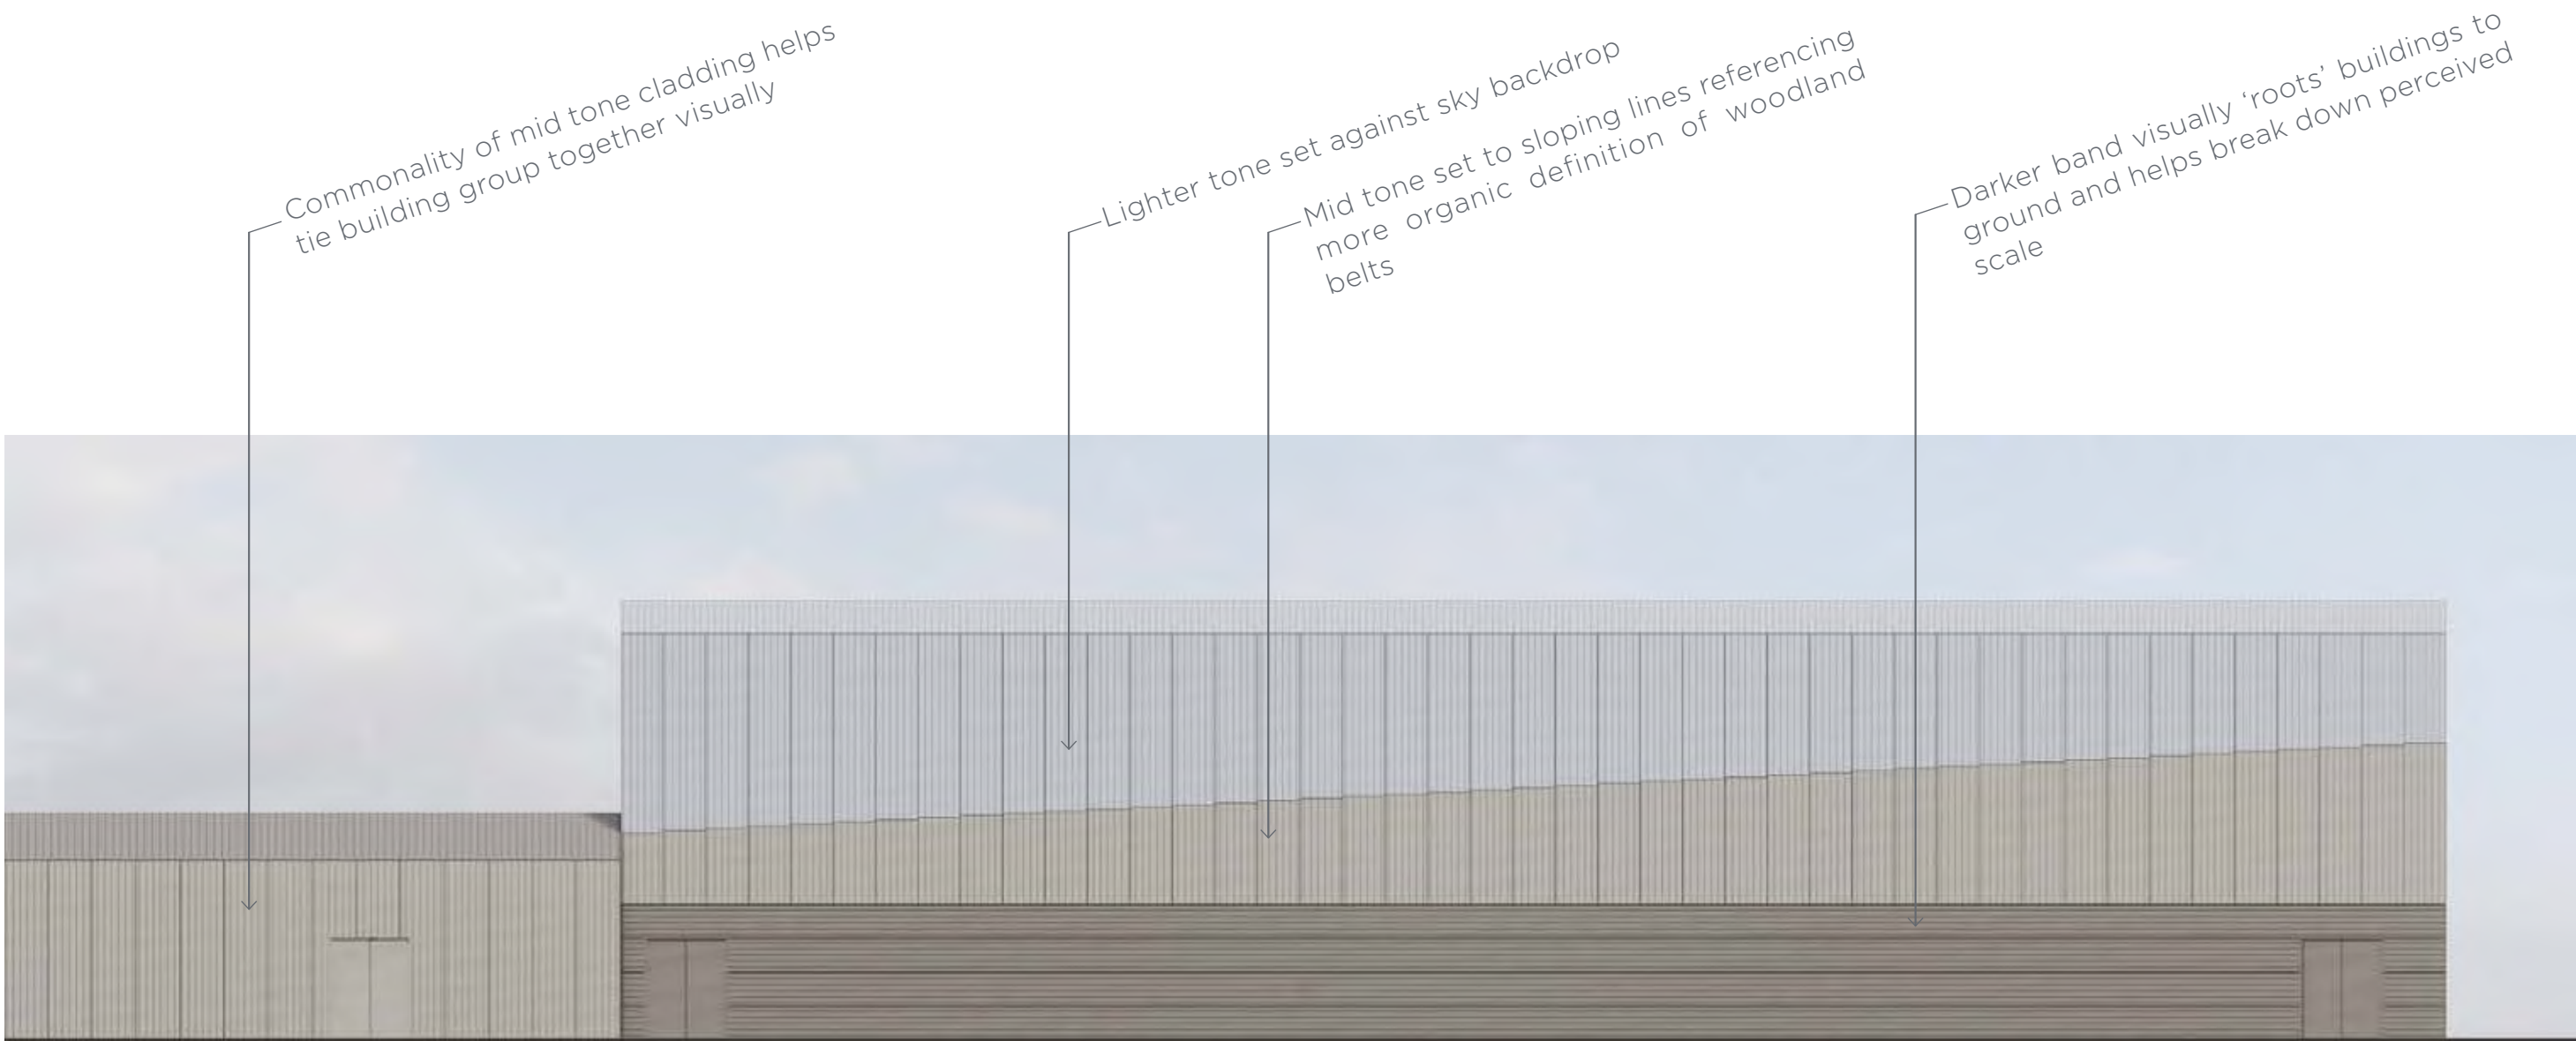 Commonality of mid tone cladding helps
tie building group together visually
Lighter tone set against sky backdrop
Mid tone set to sloping lines referencing
more organic definition of woodland
belts
Darker band visually ‘roots’ buildings to
ground and helps break down perceived
scale